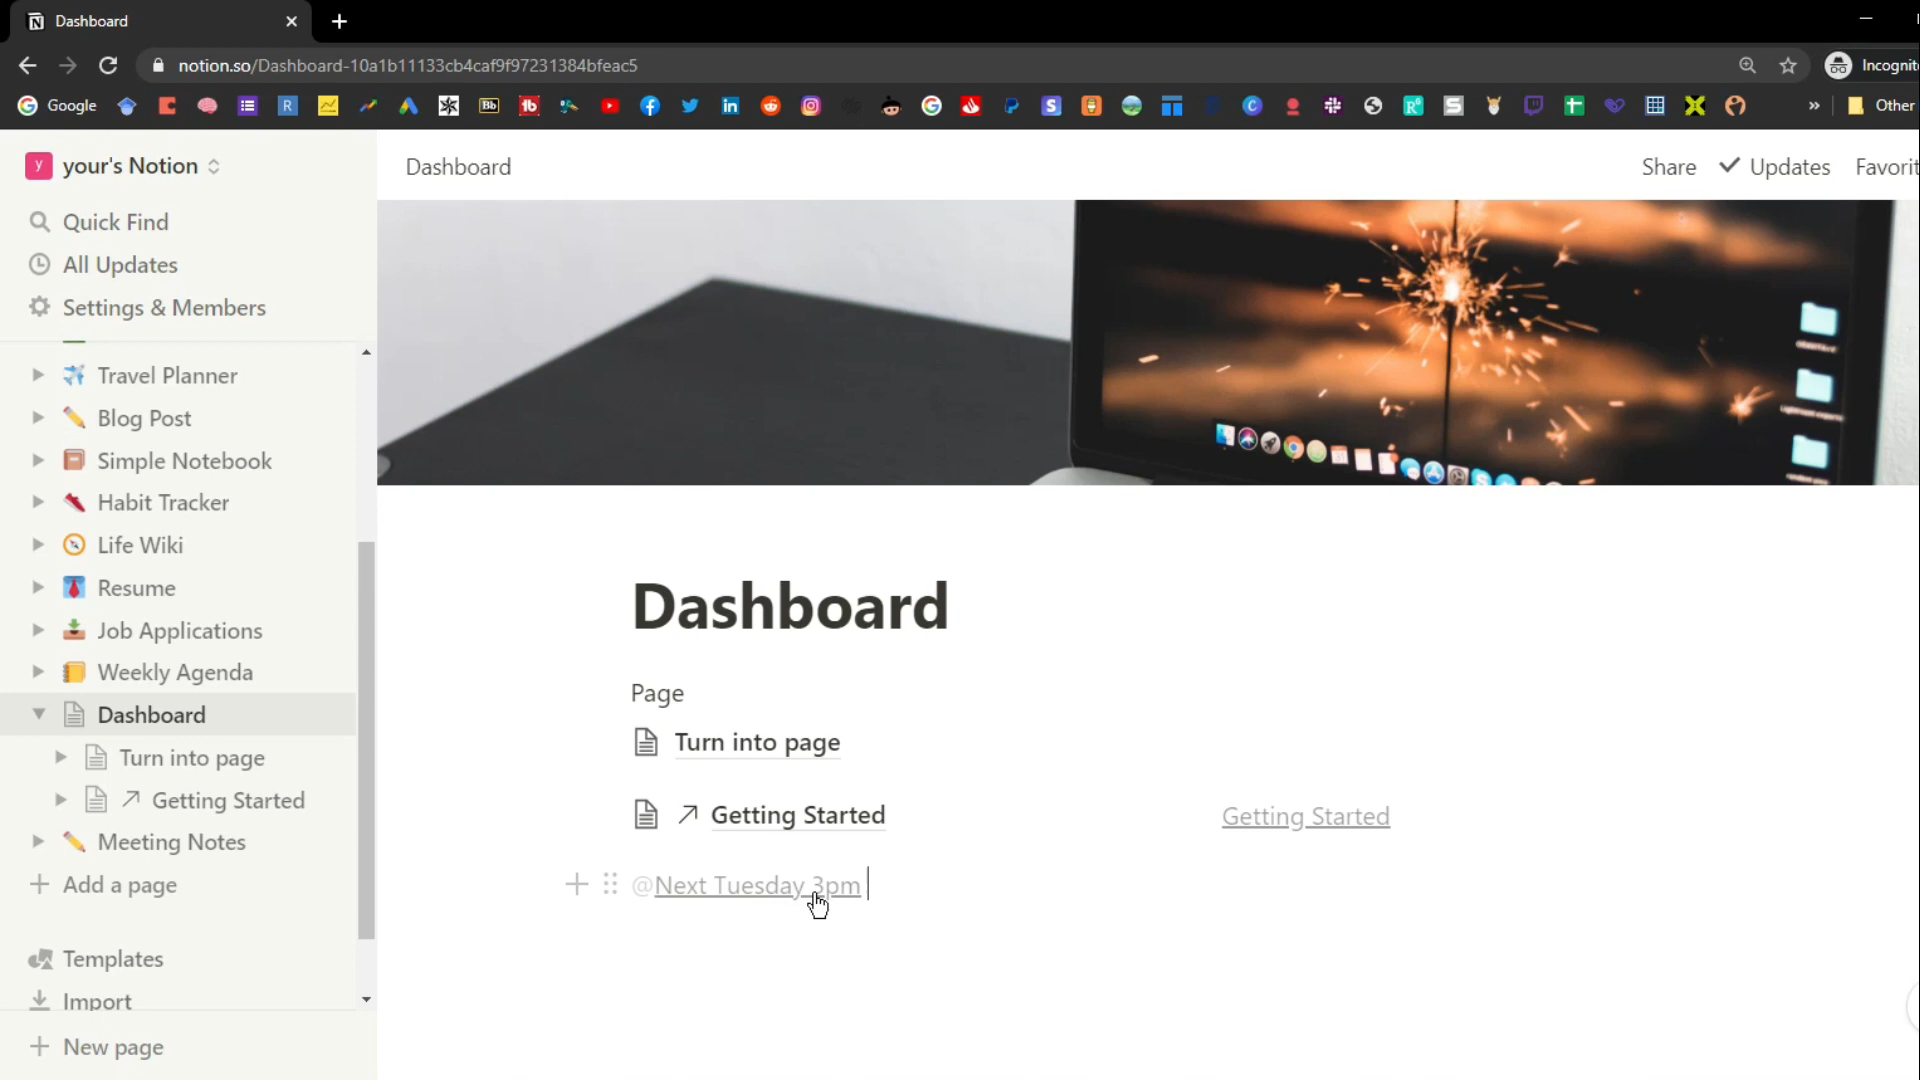 Dashboard
notion.so/Dashboard-10a1b11133cb4caf9f97231384bfeac5
Incognit
Google
Bb
Other
y your's Notion
Quick Find
All Updates
Settings & Members
Travel Planner
Blog Post
Simple Notebook
Habit Tracker
Life Wiki
Resume
Job Applications
Weekly Agenda
Dashboard
Turn into page
Getting Started
Meeting Notes
Add a page
Templates
Import
New page
Dashboard
Share
Updates
Favorit
Dashboard
Page
Turn into page
Getting Started
Getting Started
@Next Tuesday 3pm